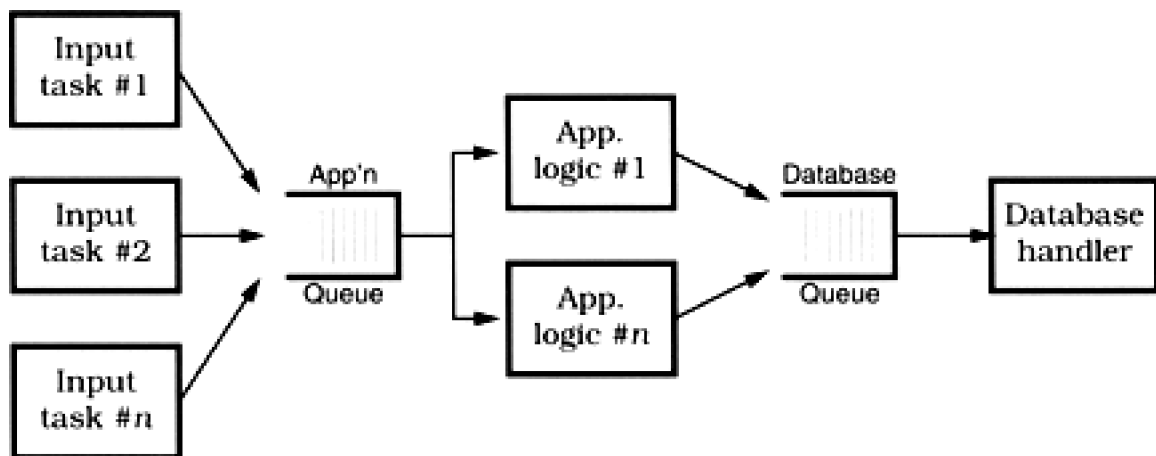 Input
task #1
Input
task #2
Input
task #n
App'n
Queue
App.
logic #1
App.
logic #n
Database
Queue
Database
handler